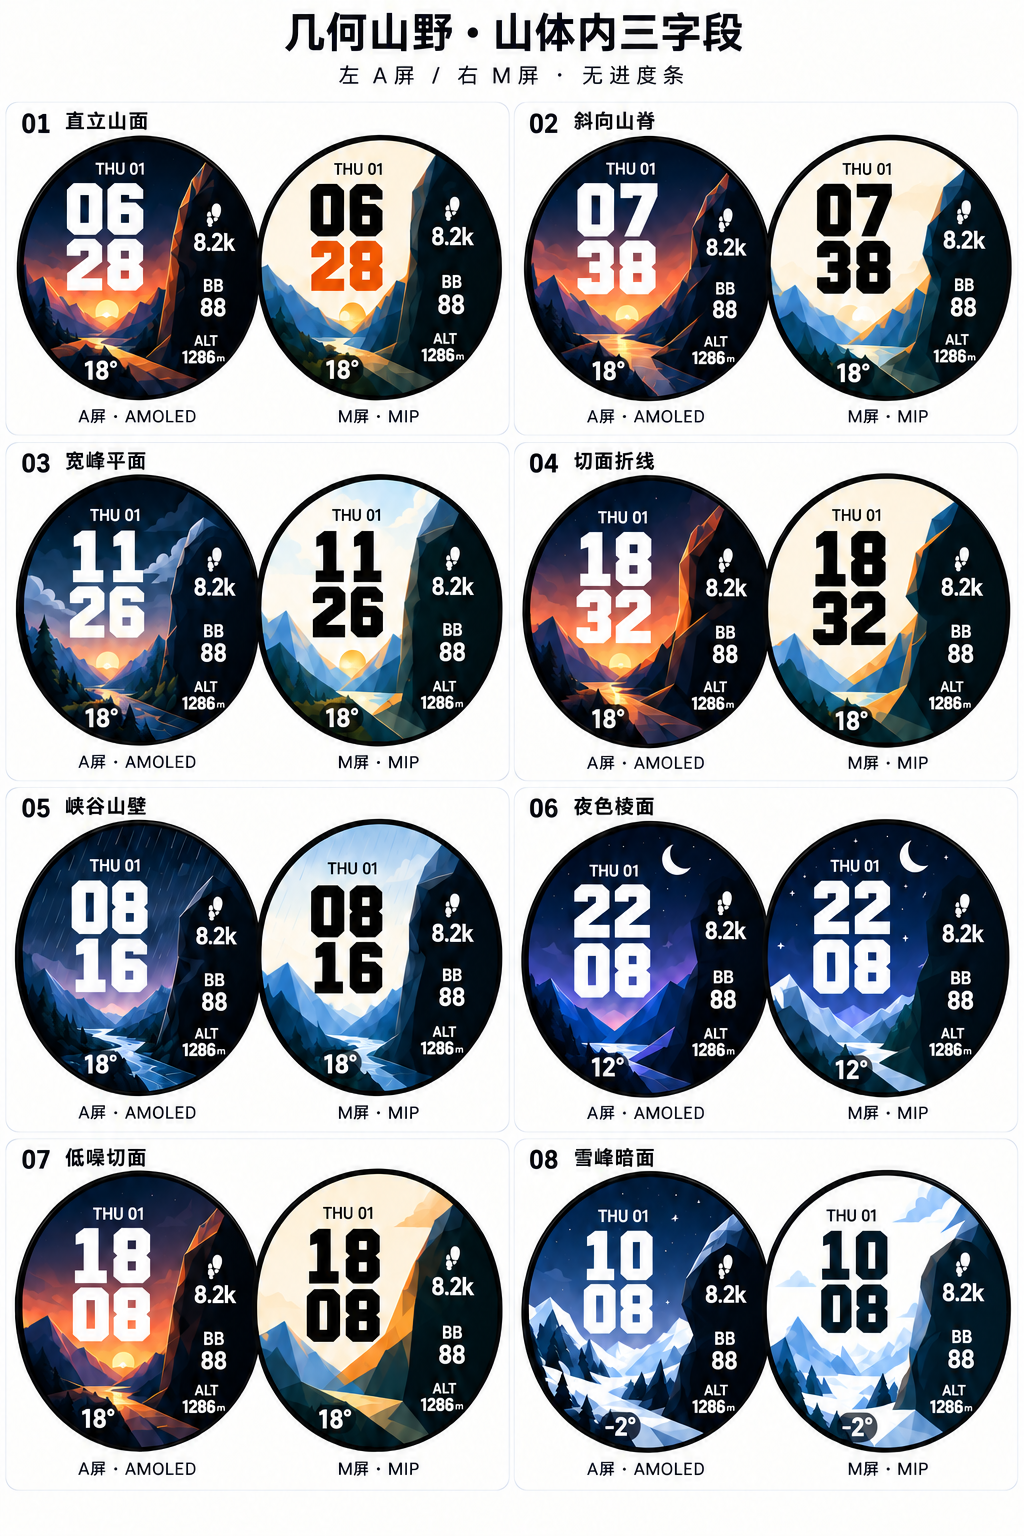 几何山野·山体内三字段
左 A屏 / 右 M屏 · 无进度条
01 直立山面
THU 01
06
28
8.2k
BB
88
ALT
1286m
18°
A屏 · AMOLED
THU 01
06
28
8.2k
BB
88
ALT
1286m
18°
M屏 · MIP
02 斜向山脊
THU 01
07
38
8.2k
BB
88
ALT
1286m
18°
A屏 · AMOLED
THU 01
07
38
8.2k
BB
88
ALT
1286m
18°
M屏 · MIP
03 宽峰平面
THU 01
11
26
8.2k
BB
88
ALT
1286m
18°
A屏 · AMOLED
THU 01
11
26
8.2k
BB
88
ALT
1286m
18°
M屏 · MIP
04 切面折线
THU 01
18
32
8.2k
BB
88
ALT
1286m
18°
A屏 · AMOLED
THU 01
18
32
8.2k
BB
88
ALT
1286m
18°
M屏 · MIP
05 峡谷山壁
THU 01
08
16
8.2k
BB
88
ALT
1286m
18°
A屏 · AMOLED
THU 01
08
16
8.2k
BB
88
ALT
1286m
18°
M屏 · MIP
06 夜色棱面
THU 01
22
08
8.2k
BB
88
ALT
1286m
12°
A屏 · AMOLED
THU 01
22
08
8.2k
BB
88
ALT
1286m
12°
M屏 · MIP
07 低噪切面
THU 01
18
08
8.2k
BB
88
ALT
1286m
18°
A屏 · AMOLED
THU 01
18
08
8.2k
BB
88
ALT
1286m
18°
M屏 · MIP
08 雪峰暗面
THU 01
10
08
8.2k
BB
88
ALT
1286m
-2°
A屏 · AMOLED
THU 01
10
08
8.2k
BB
88
ALT
1286m
-2°
M屏 · MIP